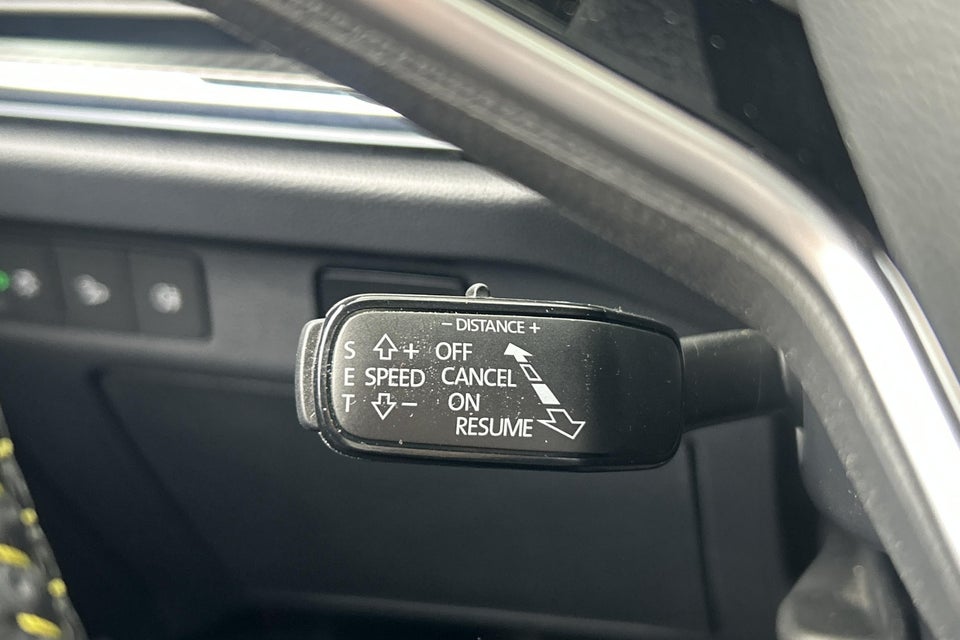 − DISTANCE +
S + OFF
E SPEED CANCEL
T − ON
RESUME